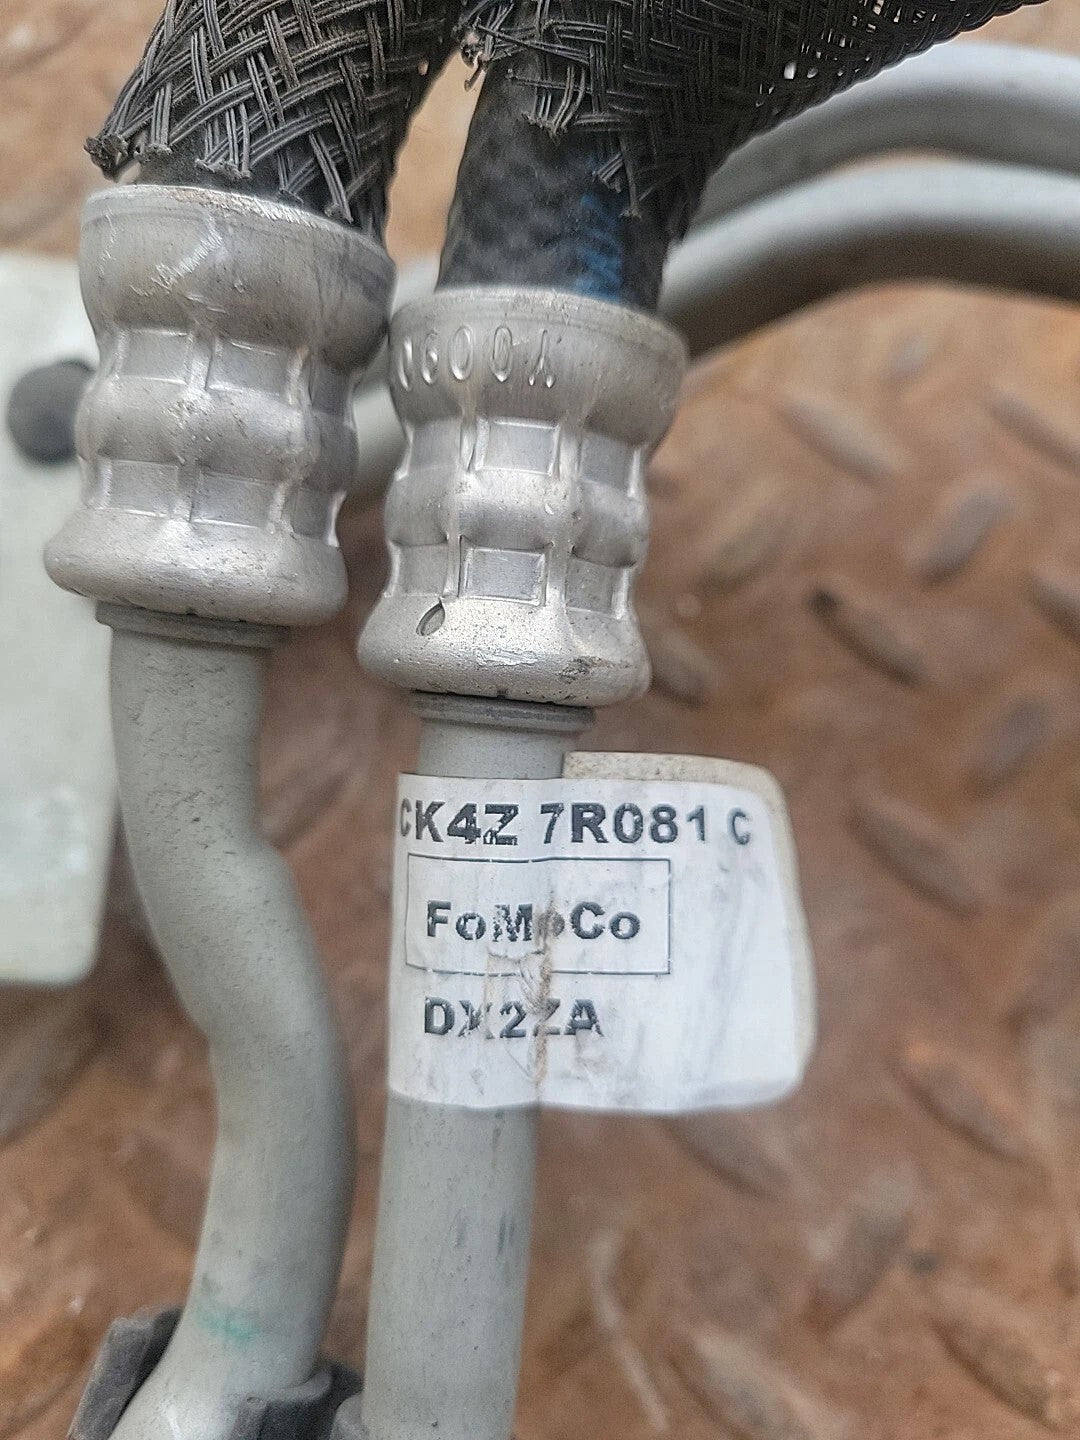 CK4Z 7R081 C
FoMoCo
DX2ZA